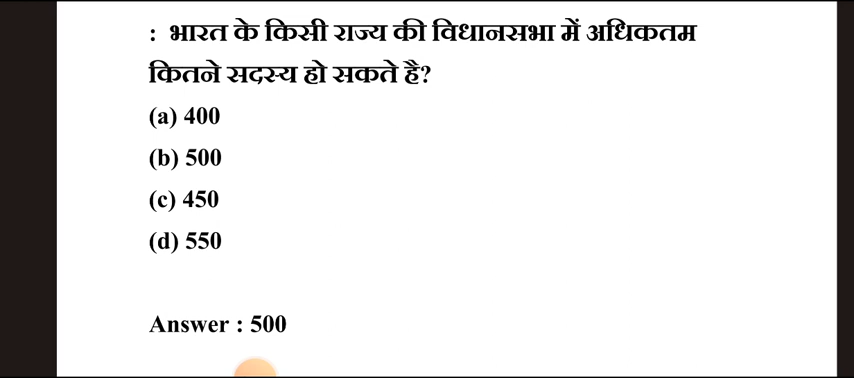 : भारत के किसी राज्य की विधानसभा में अधिकतम
कितने सदस्य हो सकते है?
(a) 400
(b) 500
(c) 450
(d) 550
Answer : 500